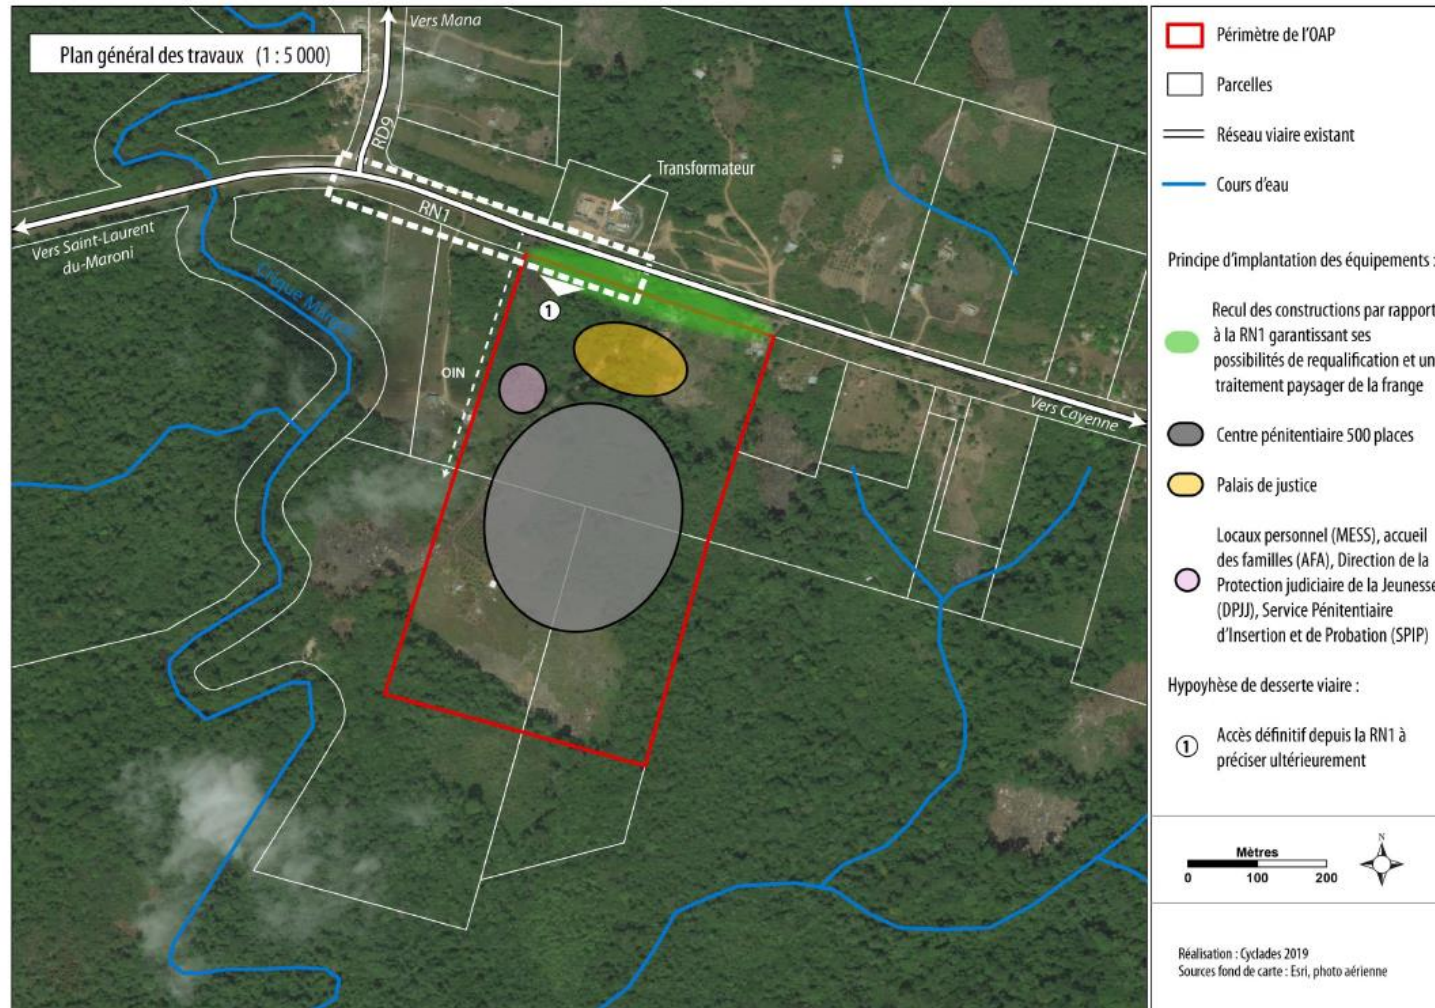 Plan général des travaux (1 : 5 000)
Vers Mana
RD9
RN1
Transformateur
Vers Saint-Laurent
du-Maroni
Crique
1
OIN
Vers Cayenne
Périmètre de l'OAP
Parcelles
Réseau viaire existant
Cours d'eau
Principe d'implantation des équipements :
Recul des constructions par rapport
à la RN1 garantissant ses
possibilités de requalification et un
traitement paysager de la frange
Centre pénitentiaire 500 places
Palais de justice
Locaux personnel (MESS), accueil
des familles (AFA), Direction de la
Protection judiciaire de la Jeunesse
(DPJJ), Service Pénitentiaire
d'Insertion et de Probation (SPIP)
Hypoyhèse de desserte viaire :
1 Accès définitif depuis la RN1 à
préciser ultérieurement
Mètres
0 100 200
N
Réalisation : Cyclades 2019
Sources fond de carte : Esri, photo aérienne